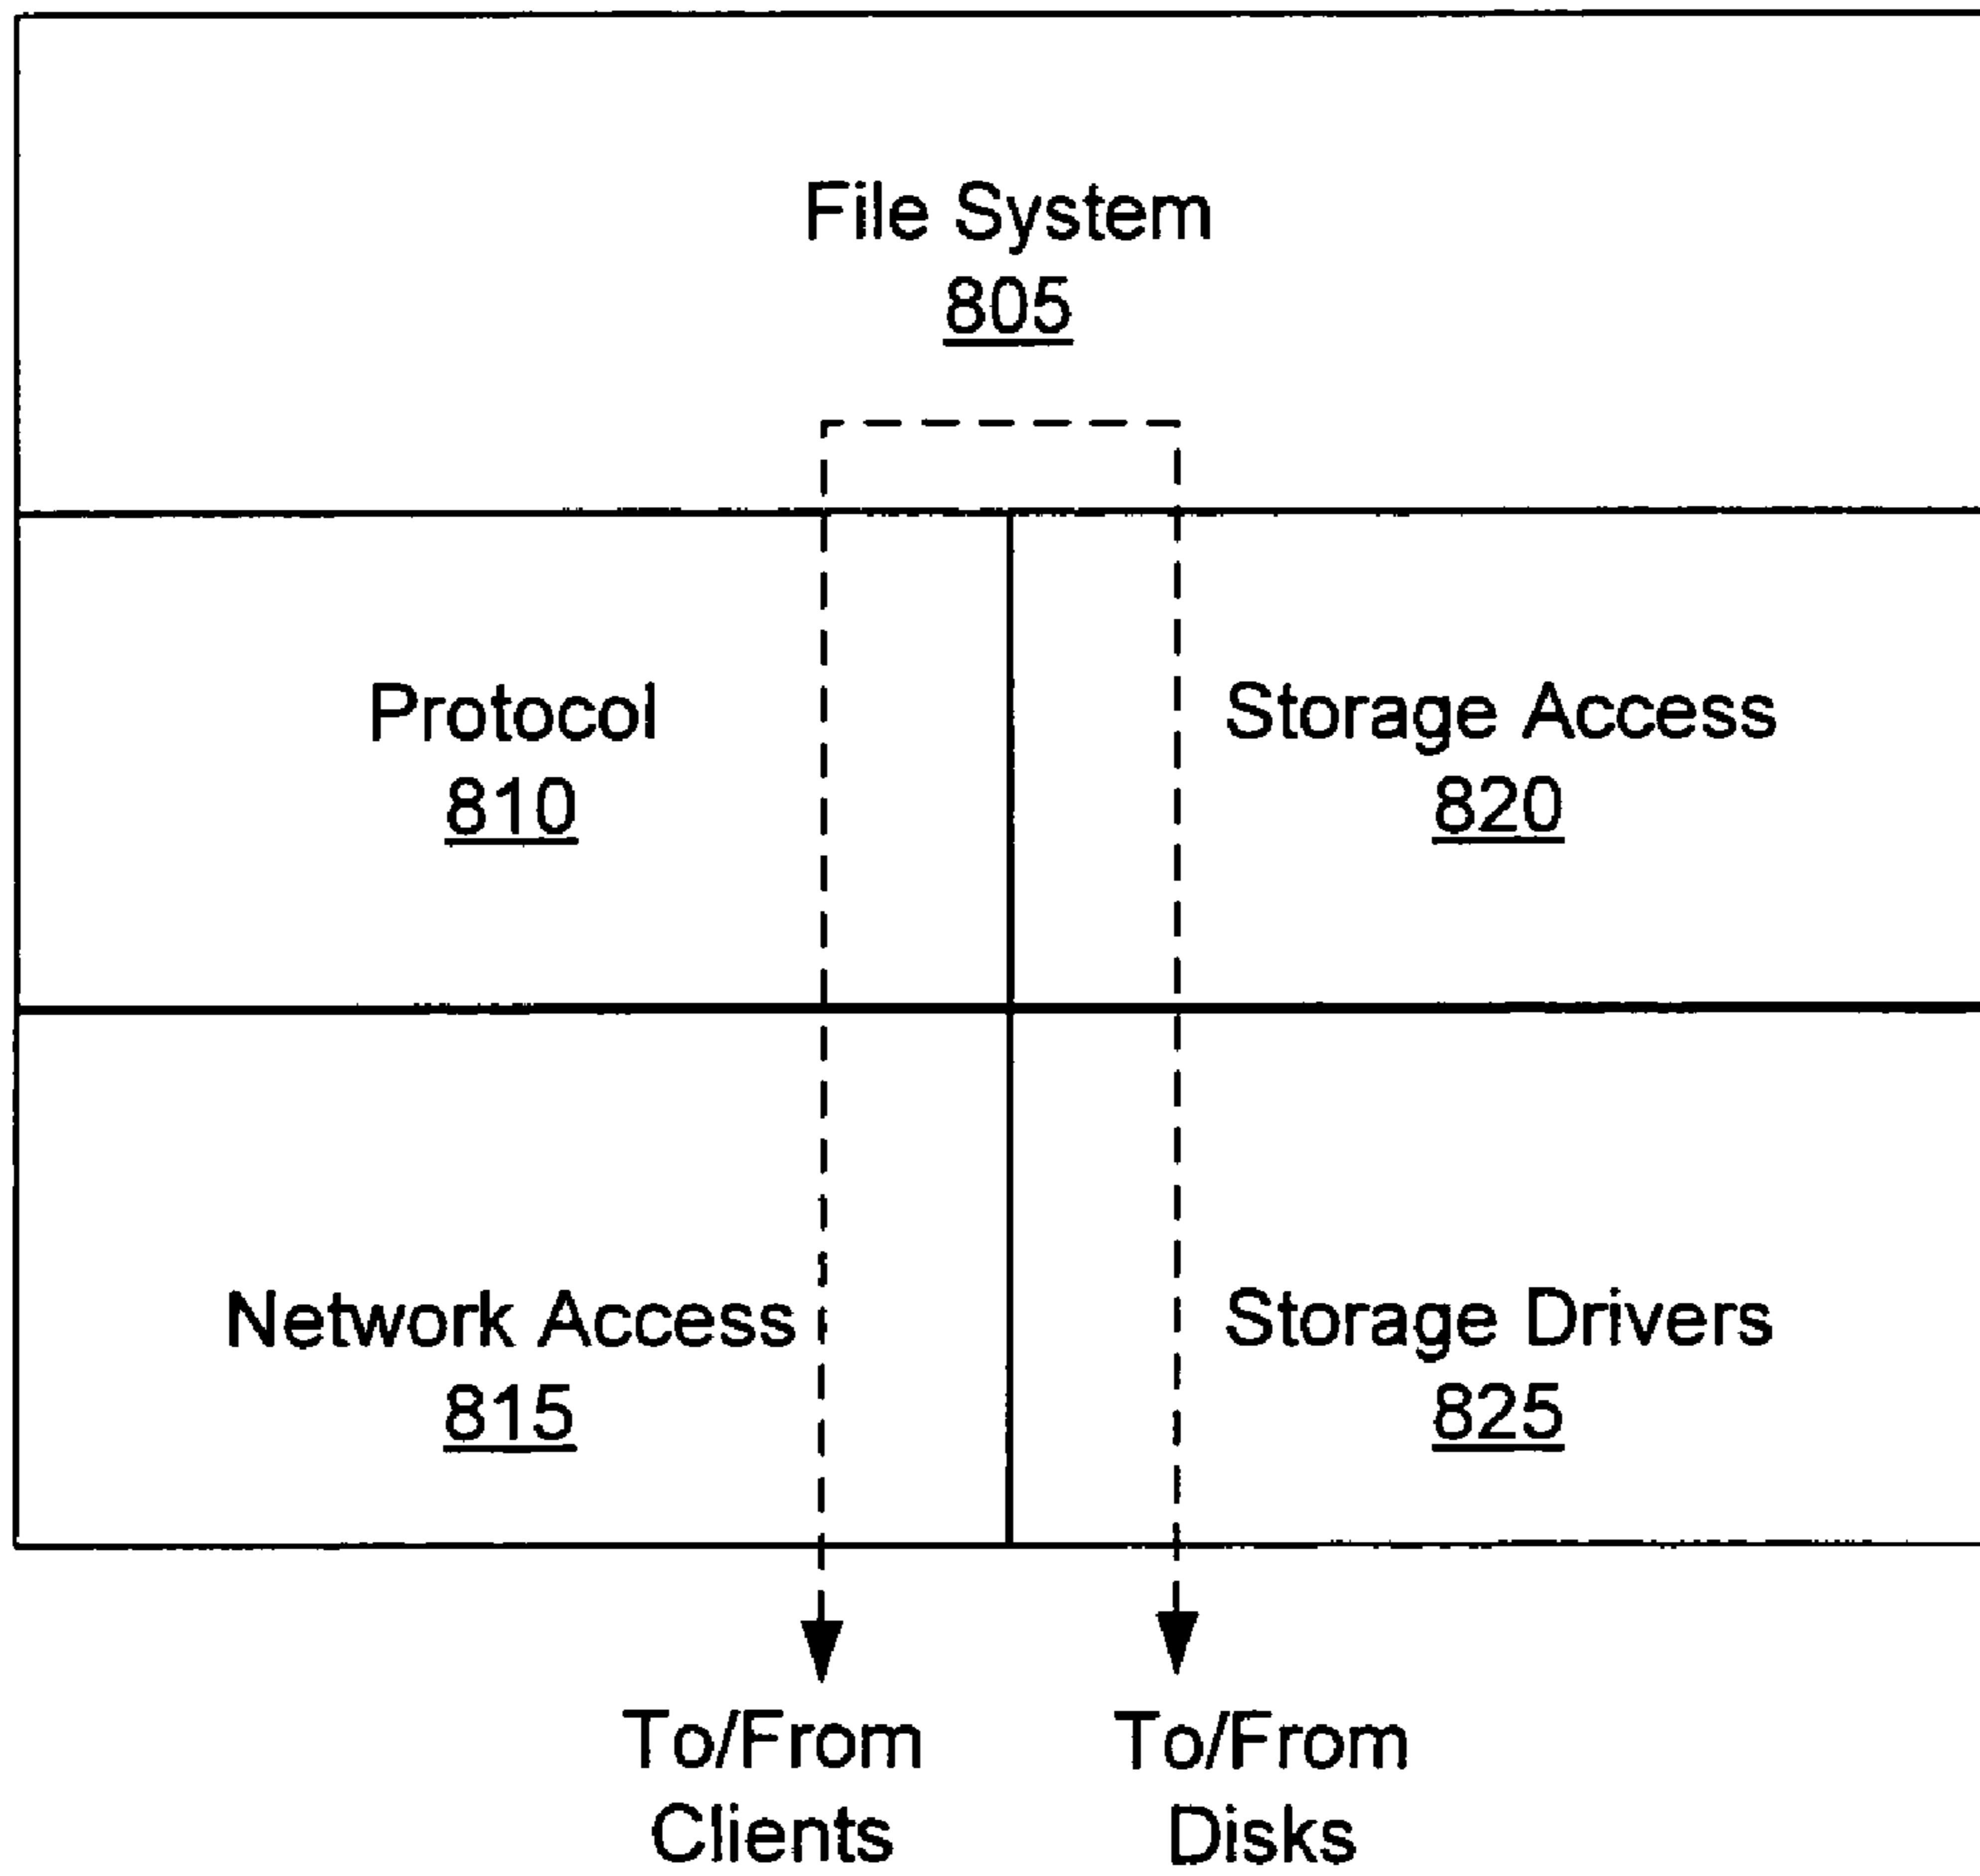 File System
805
Protocol
810
Storage Access
820
Network Access
815
Storage Drivers
825
To/From
Clients
To/From
Disks